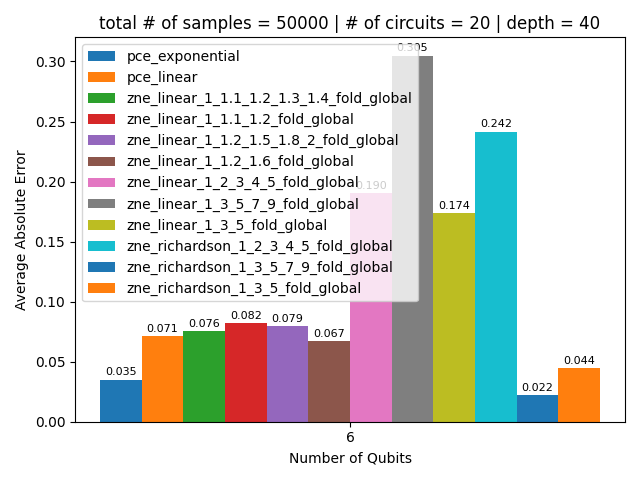 total # of samples = 50000 | # of circuits = 20 | depth = 40
pce_exponential
pce_linear
zne_linear_1_1.1_1.2_1.3_1.4_fold_global
zne_linear_1_1.1_1.2_fold_global
zne_linear_1_1.2_1.5_1.8_2_fold_global
zne_linear_1_1.2_1.6_fold_global
zne_linear_1_2_3_4_5_fold_global
zne_linear_1_3_5_7_9_fold_global
zne_linear_1_3_5_fold_global
zne_richardson_1_2_3_4_5_fold_global
zne_richardson_1_3_5_7_9_fold_global
zne_richardson_1_3_5_fold_global
0.035
0.071
0.076
0.082
0.079
0.067
0.190
0.305
0.174
0.242
0.022
0.044
Average Absolute Error
0.30
0.25
0.20
0.15
0.10
0.05
0.00
6
Number of Qubits